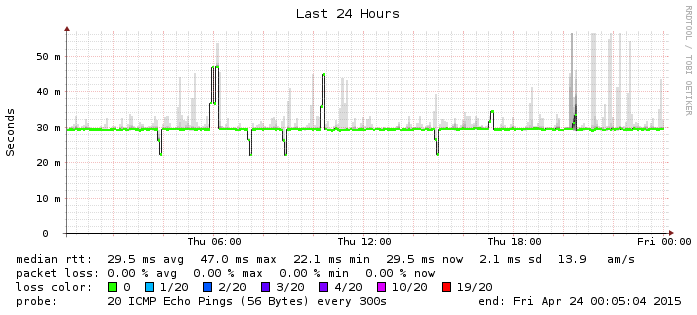 Last 24 Hours
RRDTOOL / TOBI OETIKER
Seconds
50 m
40 m
30 m
20 m
10 m
0
Thu 06:00 Thu 12:00 Thu 18:00 Fri 00:00
median rtt: 29.5 ms avg 47.0 ms max 22.1 ms min 29.5 ms now 2.1 ms sd 13.9 am/s
packet loss: 0.00 % avg 0.00 % max 0.00 % min 0.00 % now
loss color: 0 1/20 2/20 3/20 4/20 10/20 19/20
probe: 20 ICMP Echo Pings (56 Bytes) every 300s end: Fri Apr 24 00:05:04 2015